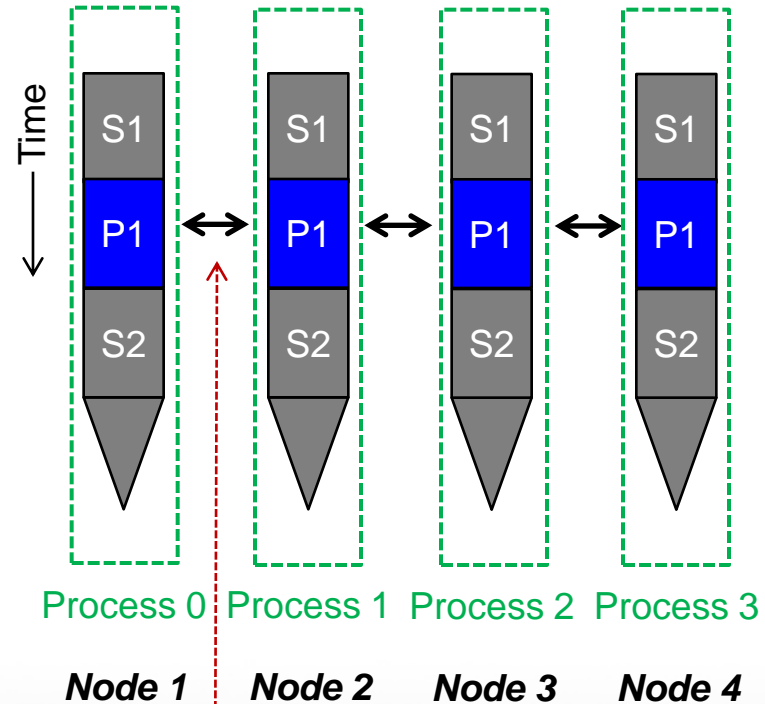 Time
S1 S1 S1 S1
P1 P1 P1 P1
S2 S2 S2 S2
Process 0 Process 1 Process 2 Process 3
Node 1 Node 2 Node 3 Node 4